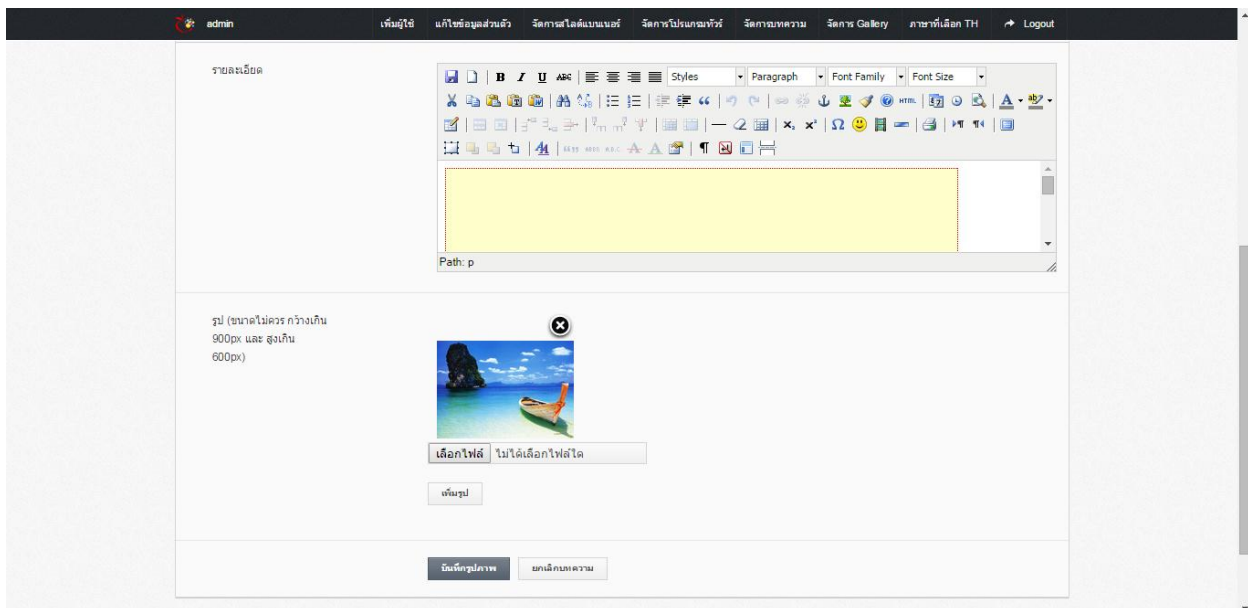 admin เพิ่มผู้ใช้ แก้ไขข้อมูลส่วนตัว จัดการสไลด์แบนเนอร์ จัดการโปรแกรมทัวร์ จัดการบทความ จัดการ Gallery ภาษาที่เลือก TH Logout
รายละเอียด
B I U ABC Styles Paragraph Font Family Font Size
HTML A ab
Path: p
รูป (ขนาดไม่ควร กว้างเกิน
900px และ สูงเกิน
600px)
เลือกไฟล์ ไม่ได้เลือกไฟล์ใด
เพิ่มรูป
บันทึกรูปภาพ ยกเลิกบทความ